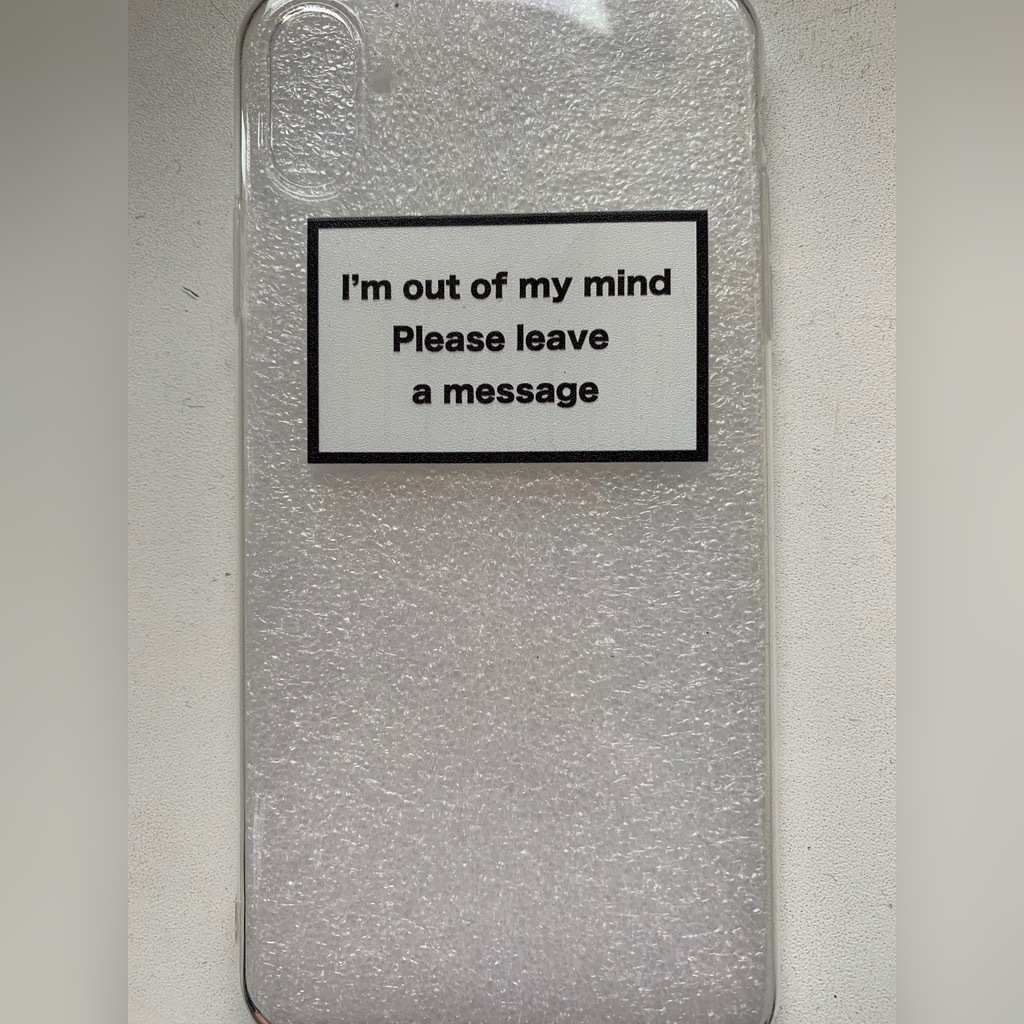 I'm out of my mind
Please leave
a message